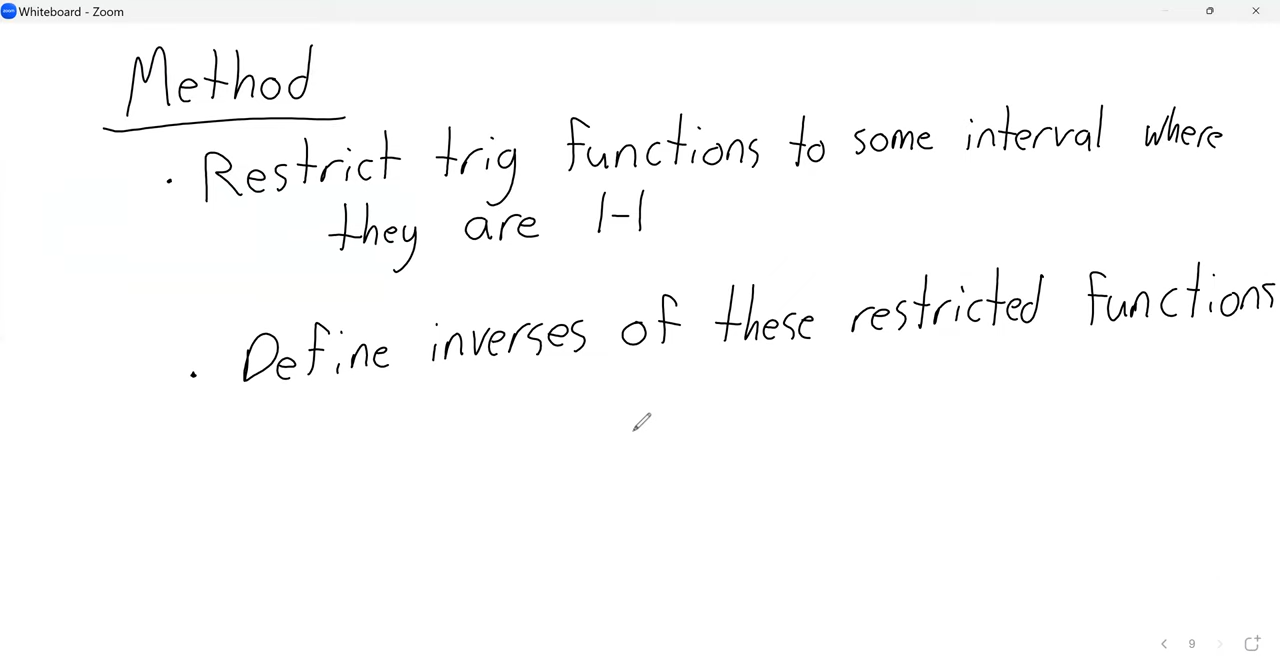 Whiteboard - Zoom
Method
. Restrict trig functions to some interval where
they are 1-1
. Define inverses of these restricted functions
9